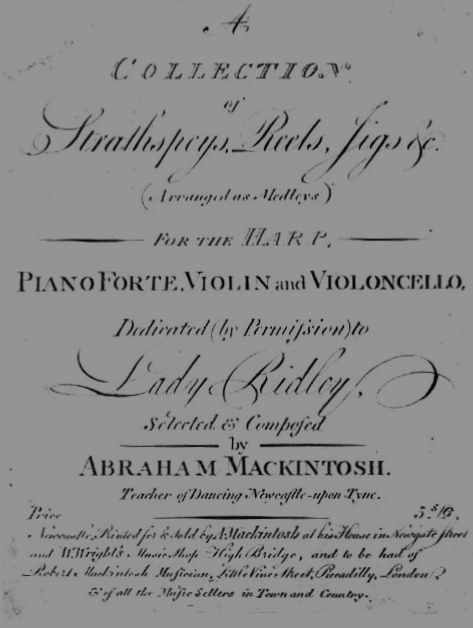 A
COLLECTION
of
Strathspeys, Reels, Jigs &c.
(Arranged as Medleys)
FOR THE HARP,
PIANO FORTE, VIOLIN and VIOLONCELLO,
Dedicated (by Permiſsion) to
Lady Ridley,
Selected & Composed
by
ABRAHAM MACKINTOSH.
Teacher of Dancing Newcastle upon Tyne.
Price 3.s/6.
Newcastle, Printed for & Sold by A. Mackintosh at his House in Newgate Street
and W. Wright's Music Shop High Bridge, and to be had of
Robert Mackintosh Musician, Little Vine Street, Piccadilly, London &
& of all the Muſic Sellers in Town and Country.